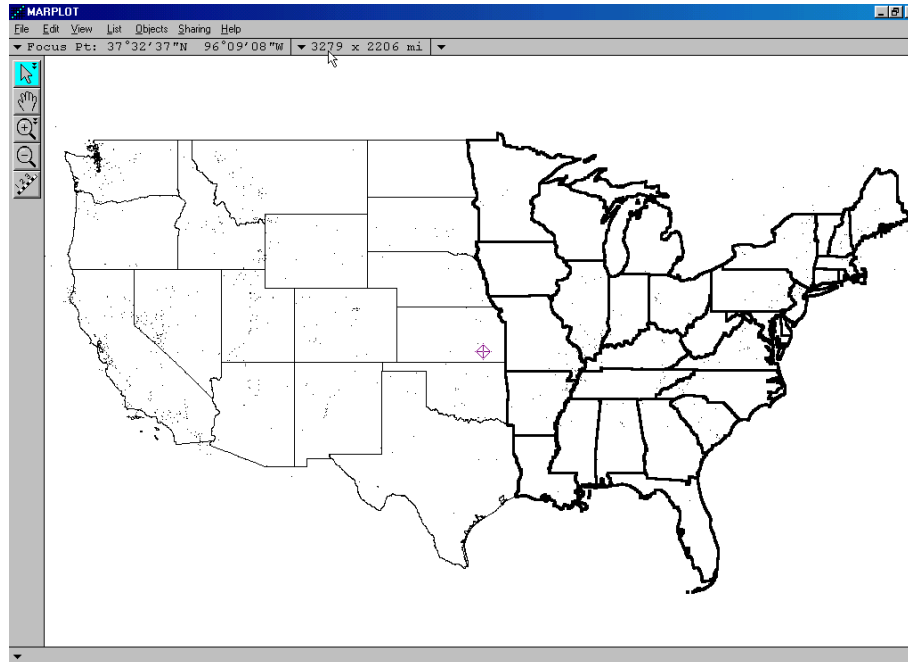 MARPLOT
File Edit View List Objects Sharing Help
Focus Pt: 37°32'37"N 96°09'08"W 3279 x 2206 mi